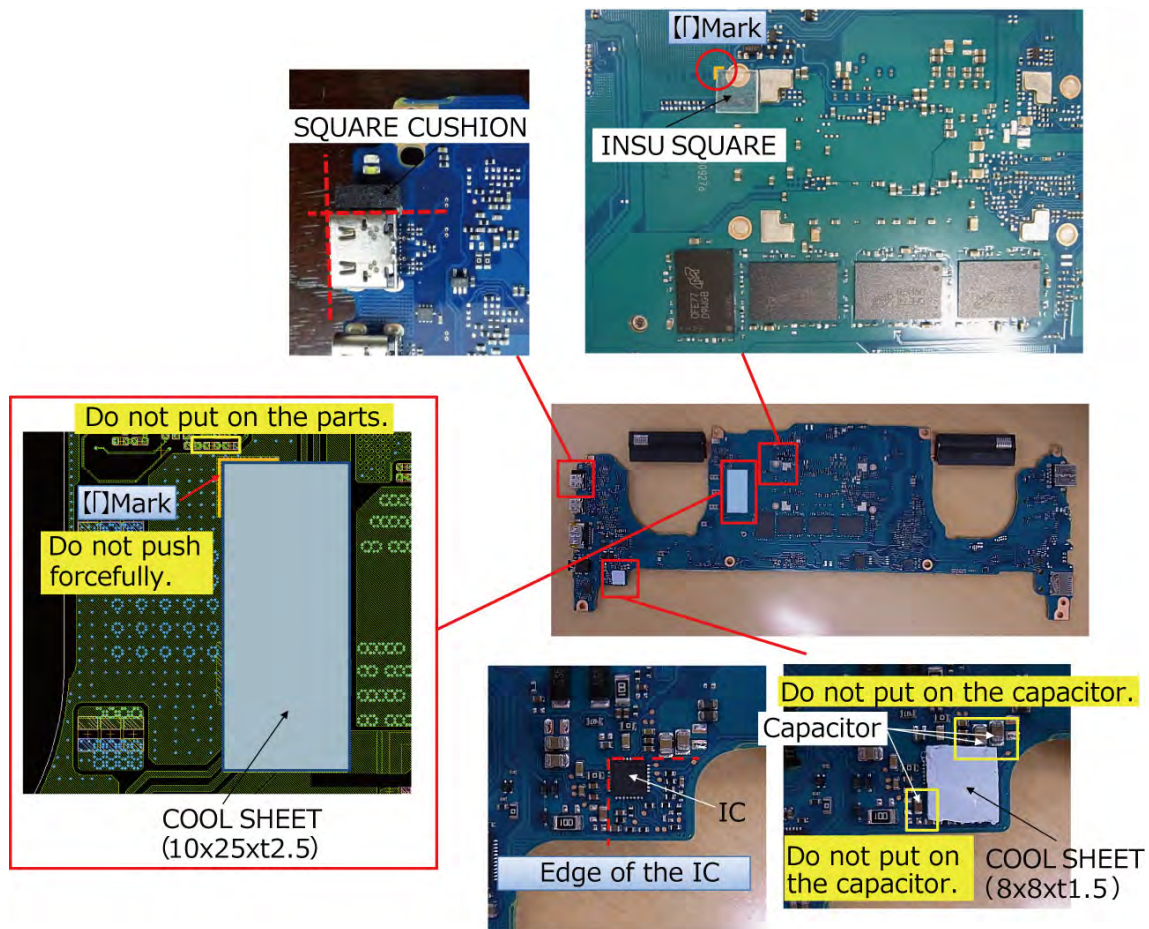 【「】Mark
SQUARE CUSHION
INSU SQUARE
Do not put on the parts.
【「】Mark
Do not push
forcefully.
COOL SHEET
(10x25xt2.5)
IC
Edge of the IC
Do not put on the capacitor.
Capacitor
Do not put on
the capacitor.
COOL SHEET
(8x8xt1.5)